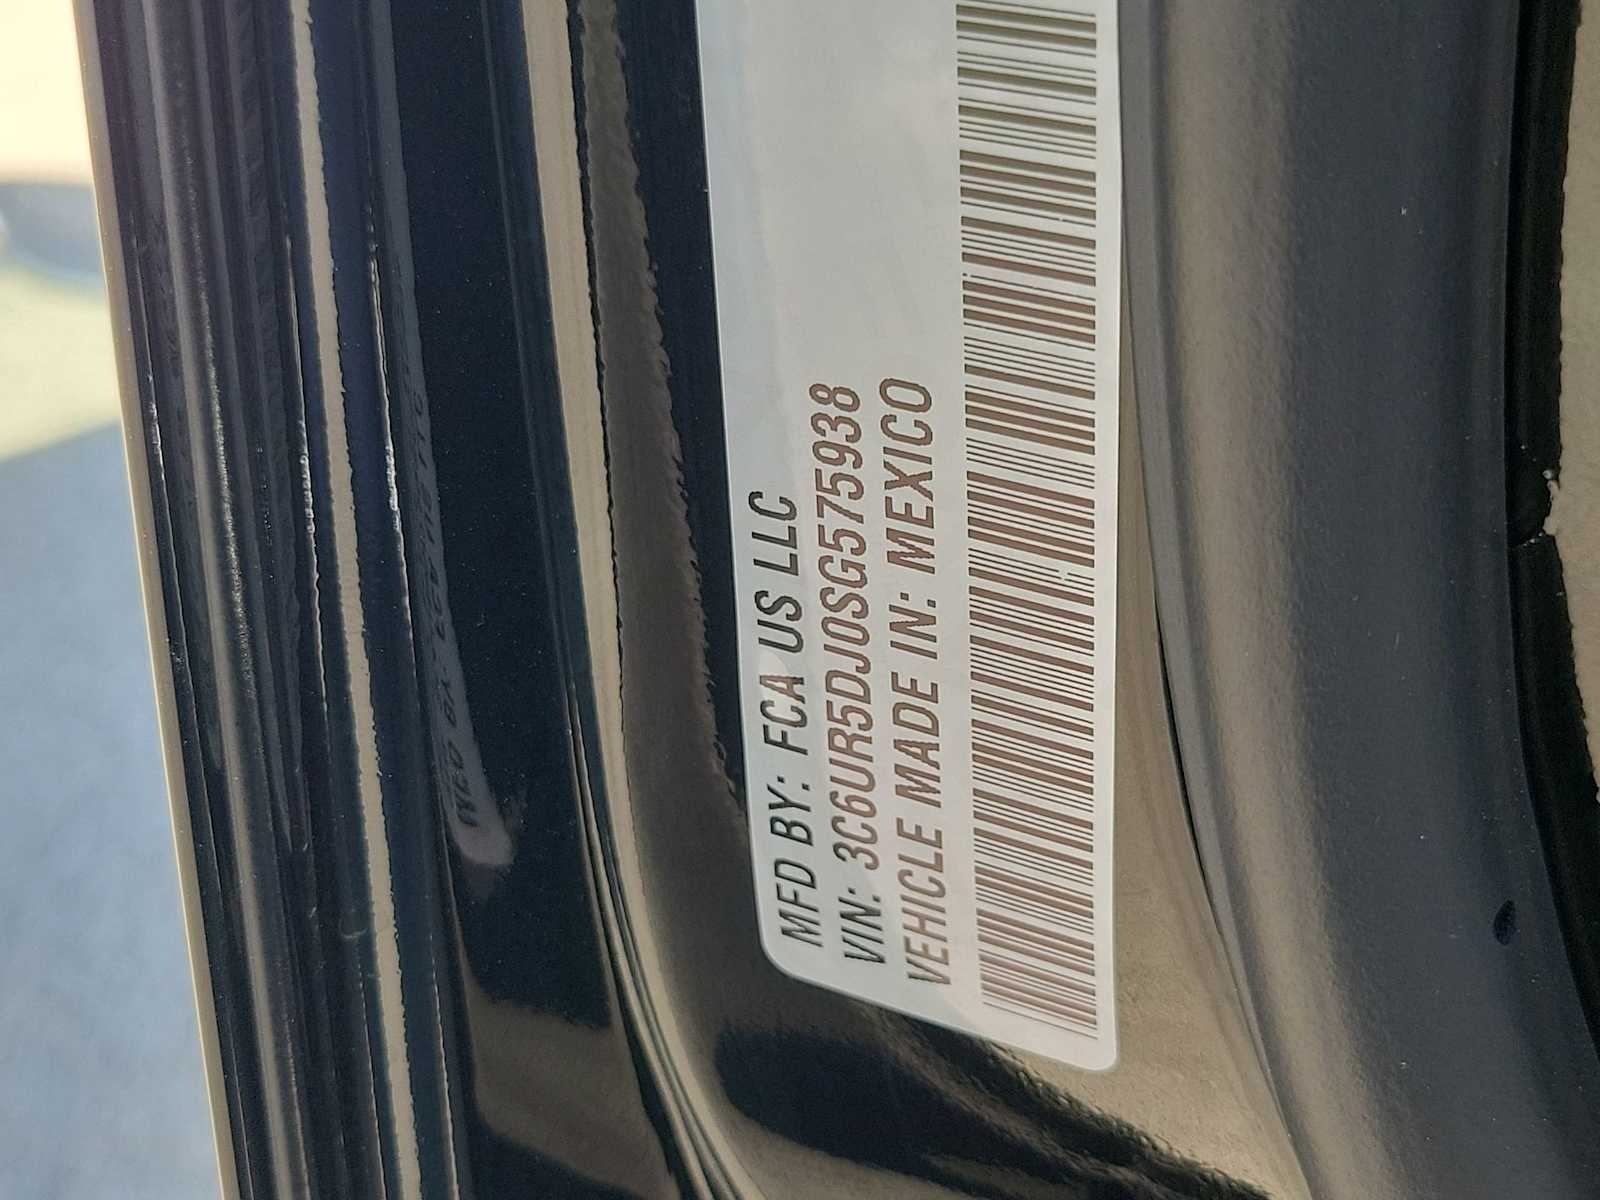 MFD BY: FCA US LLC
VIN: 3C6UR5DJ0SG575938
VEHICLE MADE IN: MEXICO